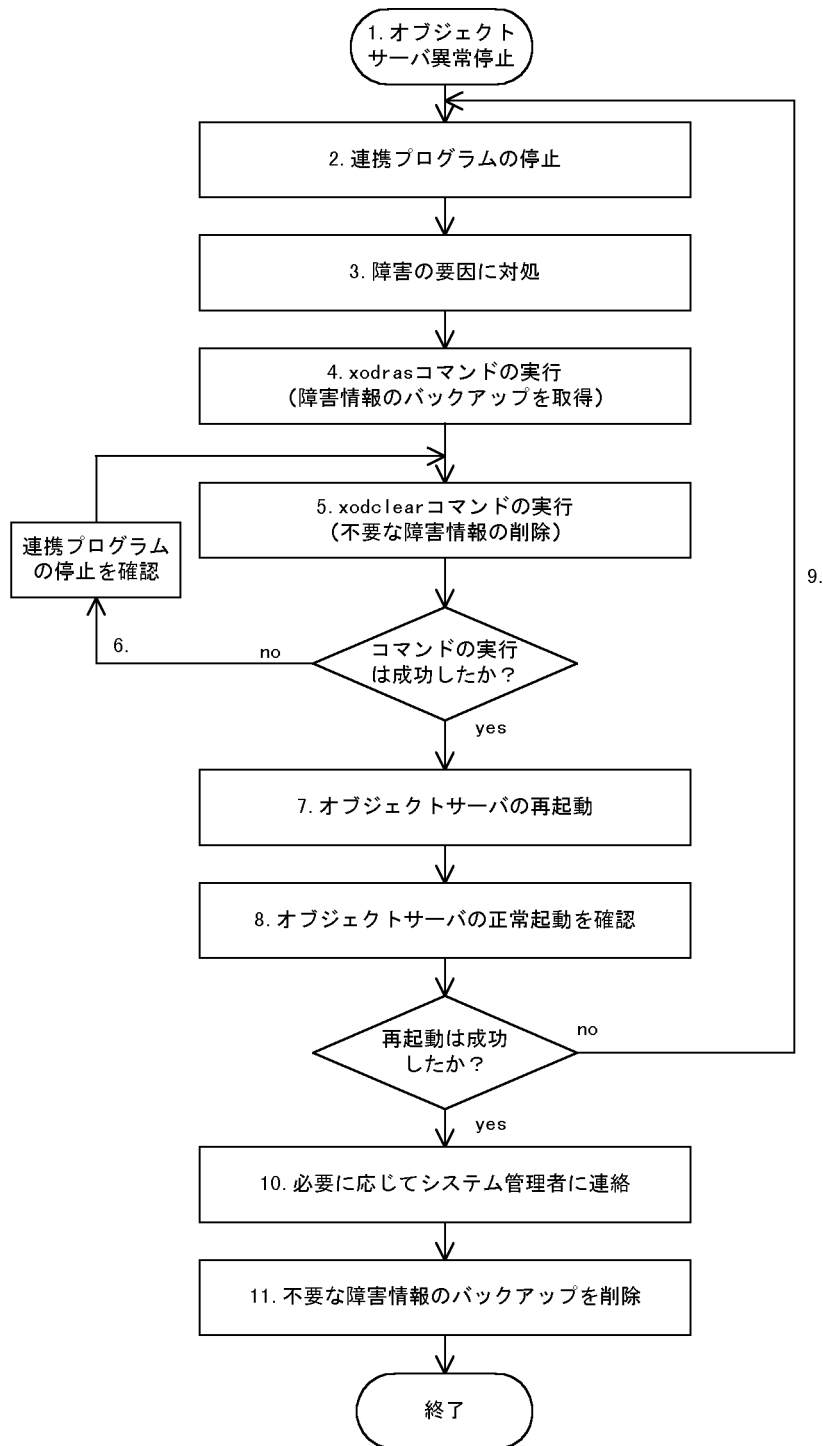 1.オブジェクト
サーバ異常停止
2.連携プログラムの停止
3.障害の要因に対処
4.xodrasコマンドの実行
(障害情報のバックアップを取得)
5.xodclearコマンドの実行
(不要な障害情報の削除)
連携プログラム
の停止を確認
9.
6.
no
コマンドの実行
は成功したか?
yes
7.オブジェクトサーバの再起動
8.オブジェクトサーバの正常起動を確認
再起動は成功
したか?
no
yes
10.必要に応じてシステム管理者に連絡
11.不要な障害情報のバックアップを削除
終了